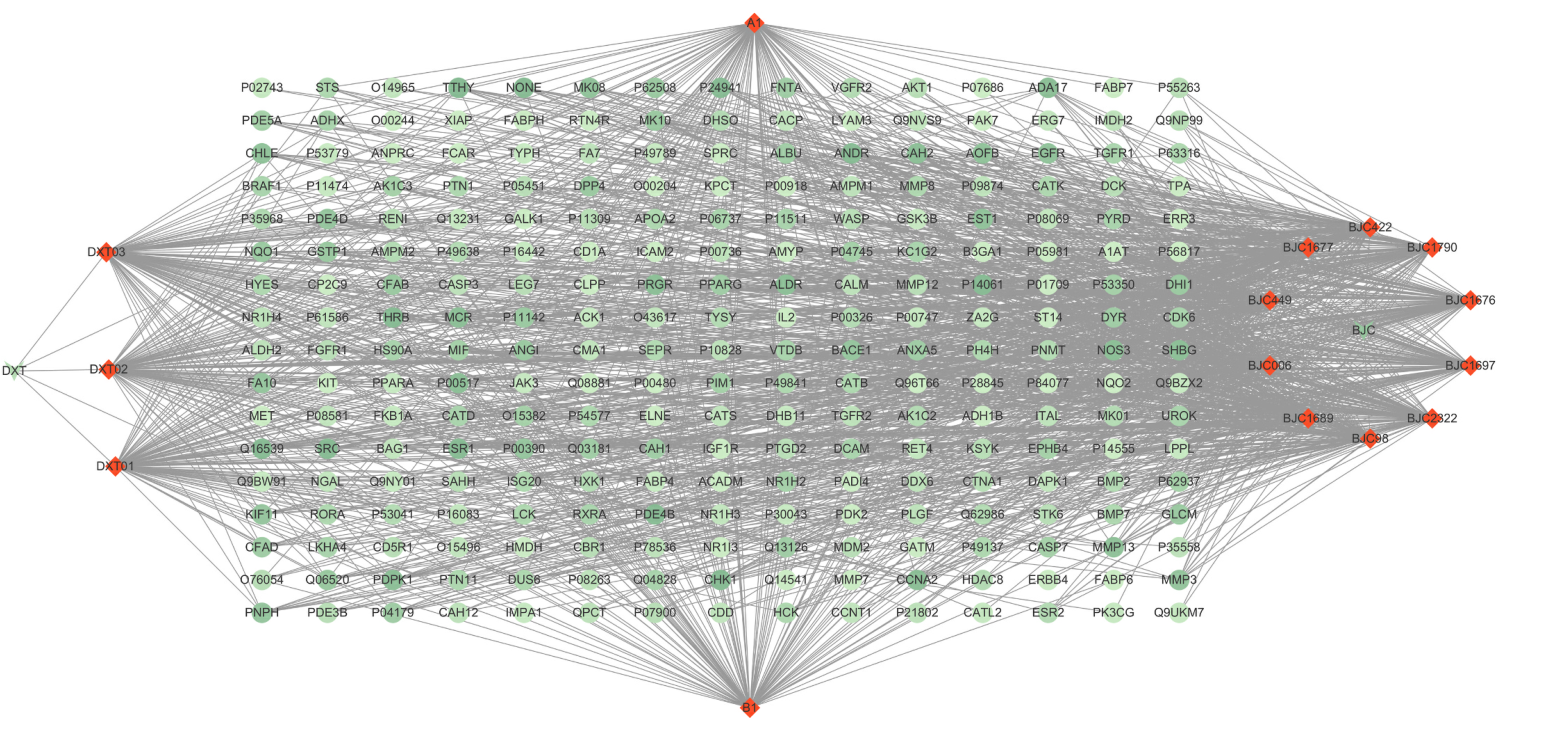 A1
P02743 STS O14965 TTHY NONE MK08 P62508 P24941 FNTA VGFR2 AKT1 P07686 ADA17 FABP7 P55263
PDE5A ADHX O00244 XIAP FABPH RTN4R MK10 DHSO CACP LYAM3 Q9NVS9 PAK7 ERG7 IMDH2 Q9NP99
CHLE P53779 ANPRC FCAR TYPH FA7 P49789 SPRC ALBU ANDR CAH2 AOFB EGFR TGFR1 P63316
BRAF1 P11474 AK1C3 PTN1 P05451 DPP4 O00204 KPCT P00918 AMPM1 MMP8 P09874 CATK DCK TPA
P35968 PDE4D RENI Q13231 GALK1 P11309 APOA2 P06737 P11511 WASP GSK3B EST1 P08069 PYRD ERR3
BJC422
DXT03 NQO1 GSTP1 AMPM2 P49638 P16442 CD1A ICAM2 P00736 AMYP P04745 KC1G2 B3GA1 P05981 A1AT P56817 BJC1677 BJC1790
HYES CP2C9 CFAB CASP3 LEG7 CLPP PRGR PPARG ALDR CALM MMP12 P14061 P01709 P53350 DHI1
BJC449 BJC1676
NR1H4 P61586 THRB MCR P11142 ACK1 O43617 TYSY IL2 P00326 P00747 ZA2G ST14 DYR CDK6
BJC
ALDH2 FGFR1 HS90A MIF ANGI CMA1 SEPR P10828 VTDB BACE1 ANXA5 PH4H PNMT NOS3 SHBG
DXT DXT02 BJC006 BJC1697
FA10 KIT PPARA P00517 JAK3 Q08881 P00480 PIM1 P49841 CATB Q96T66 P28845 P84077 NQO2 Q9BZX2
MET P08581 FKB1A CATD O15382 P54577 ELNE CATS DHB11 TGFR2 AK1C2 ADH1B ITAL MK01 UROK BJC1689 BJC2322
BJC98
Q16539 SRC BAG1 ESR1 P00390 Q03181 CAH1 IGF1R PTGD2 DCAM RET4 KSYK EPHB4 P14555 LPPL
DXT01
Q9BW91 NGAL Q9NY01 SAHH ISG20 HXK1 FABP4 ACADM NR1H2 PADI4 DDX6 CTNA1 DAPK1 BMP2 P62937
KIF11 RORA P53041 P16083 LCK RXRA PDE4B NR1H3 P30043 PDK2 PLGF Q62986 STK6 BMP7 GLCM
CFAD LKHA4 CD5R1 O15496 HMDH CBR1 P78536 NR1I3 Q13126 MDM2 GATM P49137 CASP7 MMP13 P35558
O76054 Q06520 PDPK1 PTN11 DUS6 P08263 Q04828 CHK1 Q14541 MMP7 CCNA2 HDAC8 ERBB4 FABP6 MMP3
PNPH PDE3B P04179 CAH12 IMPA1 QPCT P07900 CDD HCK CCNT1 P21802 CATL2 ESR2 PK3CG Q9UKM7
B1